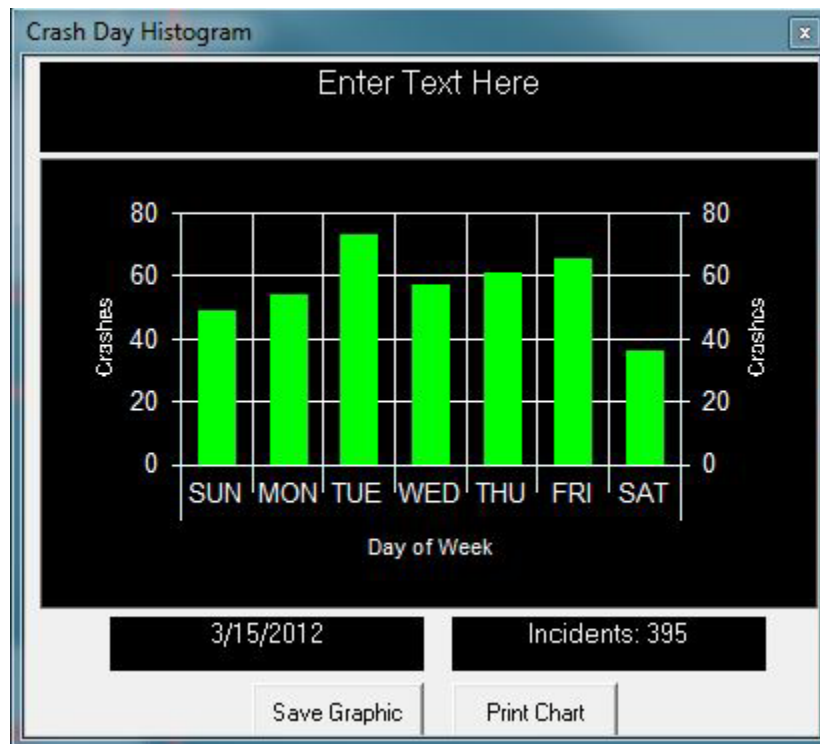 Crash Day Histogram
x
Enter Text Here
80 80
60 60
40 40
20 20
0 0
Crashes
Crashes
SUN MON TUE WED THU FRI SAT
Day of Week
3/15/2012 Incidents: 395
Save Graphic Print Chart